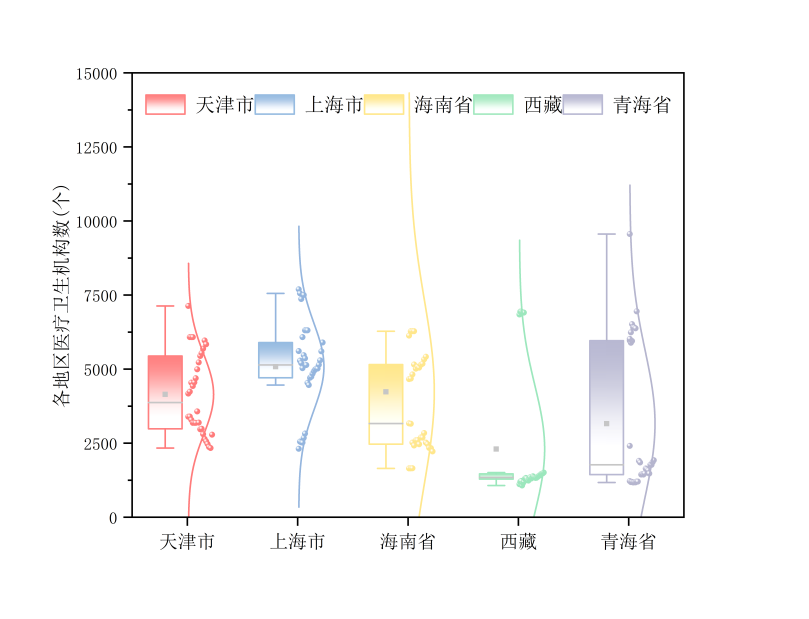 各地区医疗卫生机构数(个)
15000
12500
10000
7500
5000
2500
0
天津市 上海市 海南省 西藏 青海省
天津市 上海市 海南省 西藏 青海省